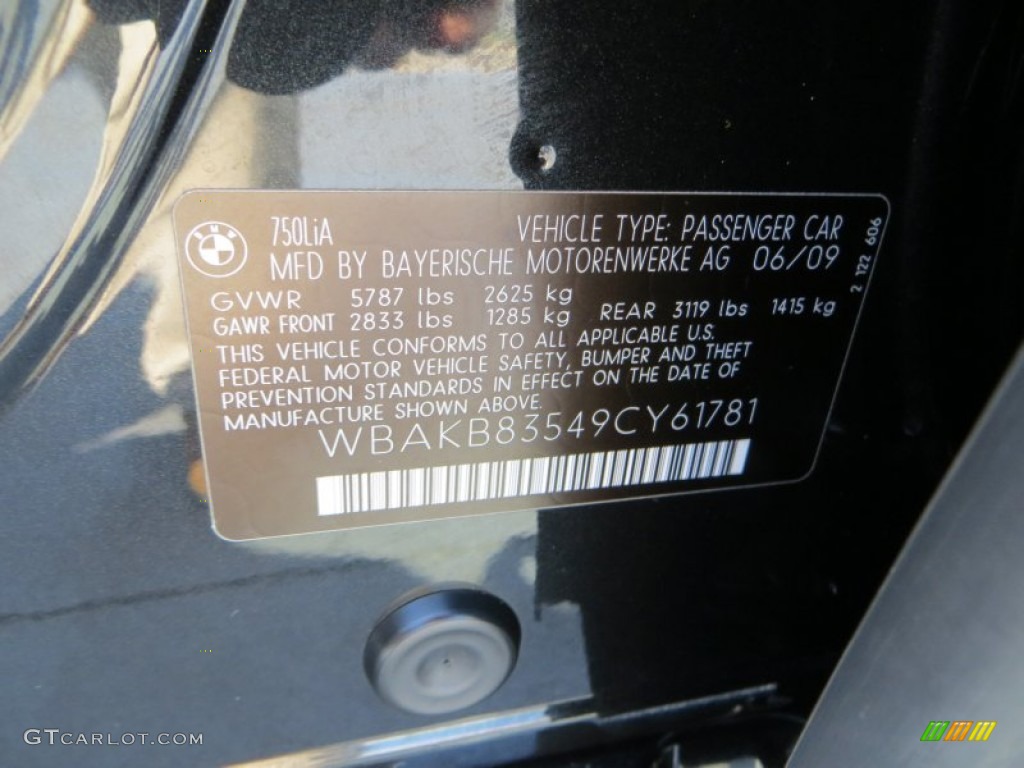 BMW
750LiA VEHICLE TYPE: PASSENGER CAR
MFD BY BAYERISCHE MOTORENWERKE AG 06/09
GVWR 5787 lbs 2625 kg
GAWR FRONT 2833 lbs 1285 kg REAR 3119 lbs 1415 kg
THIS VEHICLE CONFORMS TO ALL APPLICABLE U.S.
FEDERAL MOTOR VEHICLE SAFETY, BUMPER AND THEFT
PREVENTION STANDARDS IN EFFECT ON THE DATE OF
MANUFACTURE SHOWN ABOVE.
WBAKB83549CY61781
2 122 606
GTCARLOT.COM